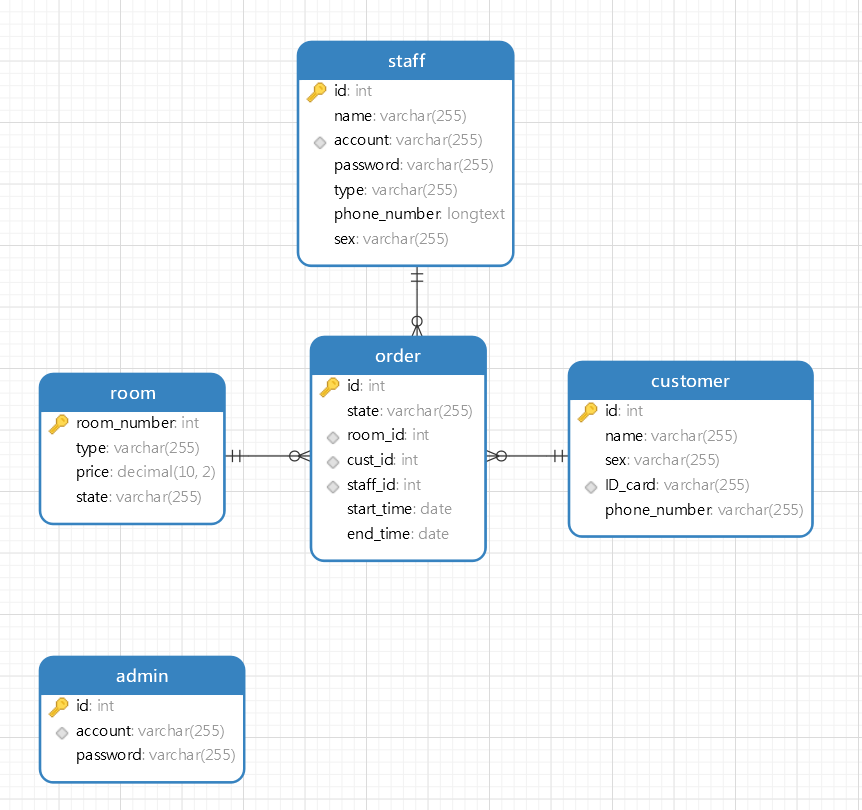 staff
id: int
name: varchar(255)
account: varchar(255)
password: varchar(255)
type: varchar(255)
phone_number: longtext
sex: varchar(255)
order
id: int
state: varchar(255)
room_id: int
cust_id: int
staff_id: int
start_time: date
end_time: date
room
room_number: int
type: varchar(255)
price: decimal(10, 2)
state: varchar(255)
customer
id: int
name: varchar(255)
sex: varchar(255)
ID_card: varchar(255)
phone_number: varchar(255)
admin
id: int
account: varchar(255)
password: varchar(255)